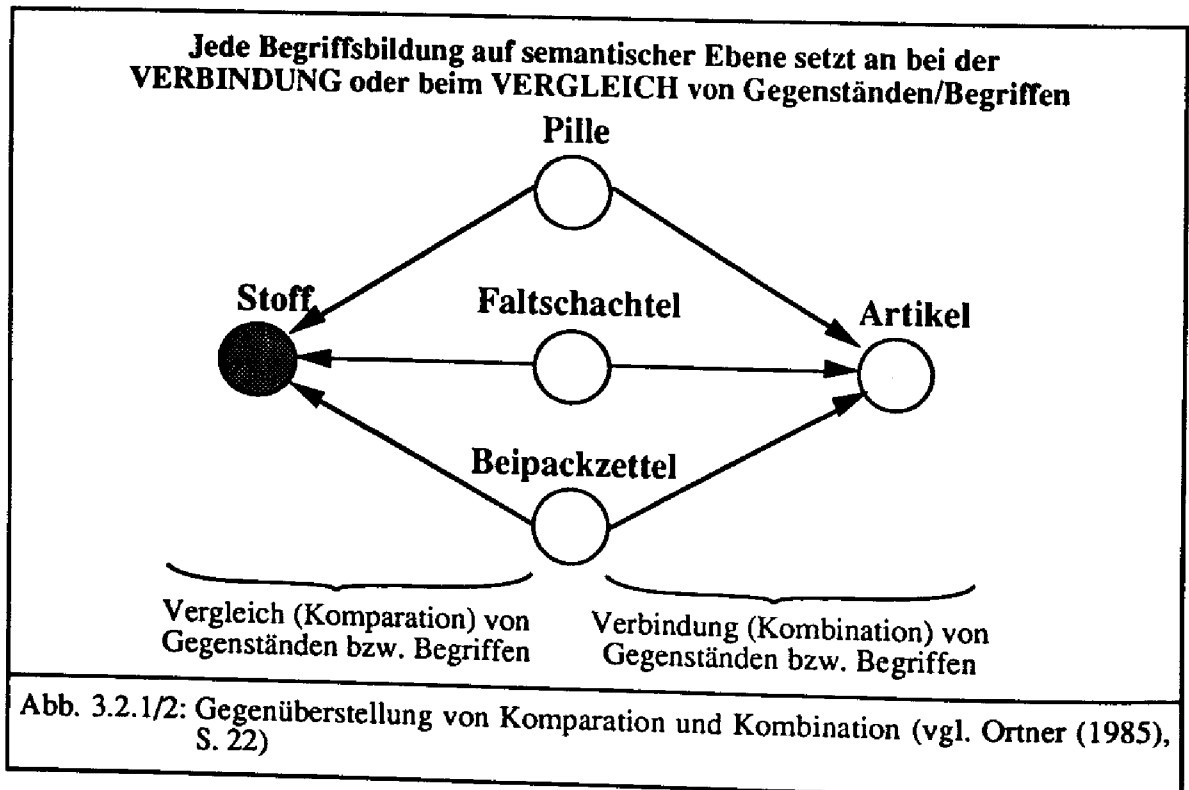 Jede Begriffsbildung auf semantischer Ebene setzt an bei der
VERBINDUNG oder beim VERGLEICH von Gegenständen/Begriffen
Pille
Stoff
Faltschachtel
Artikel
Beipackzettel
Vergleich (Komparation) von
Gegenständen bzw. Begriffen
Verbindung (Kombination) von
Gegenständen bzw. Begriffen
Abb. 3.2.1/2: Gegenüberstellung von Komparation und Kombination (vgl. Ortner (1985),
S. 22)